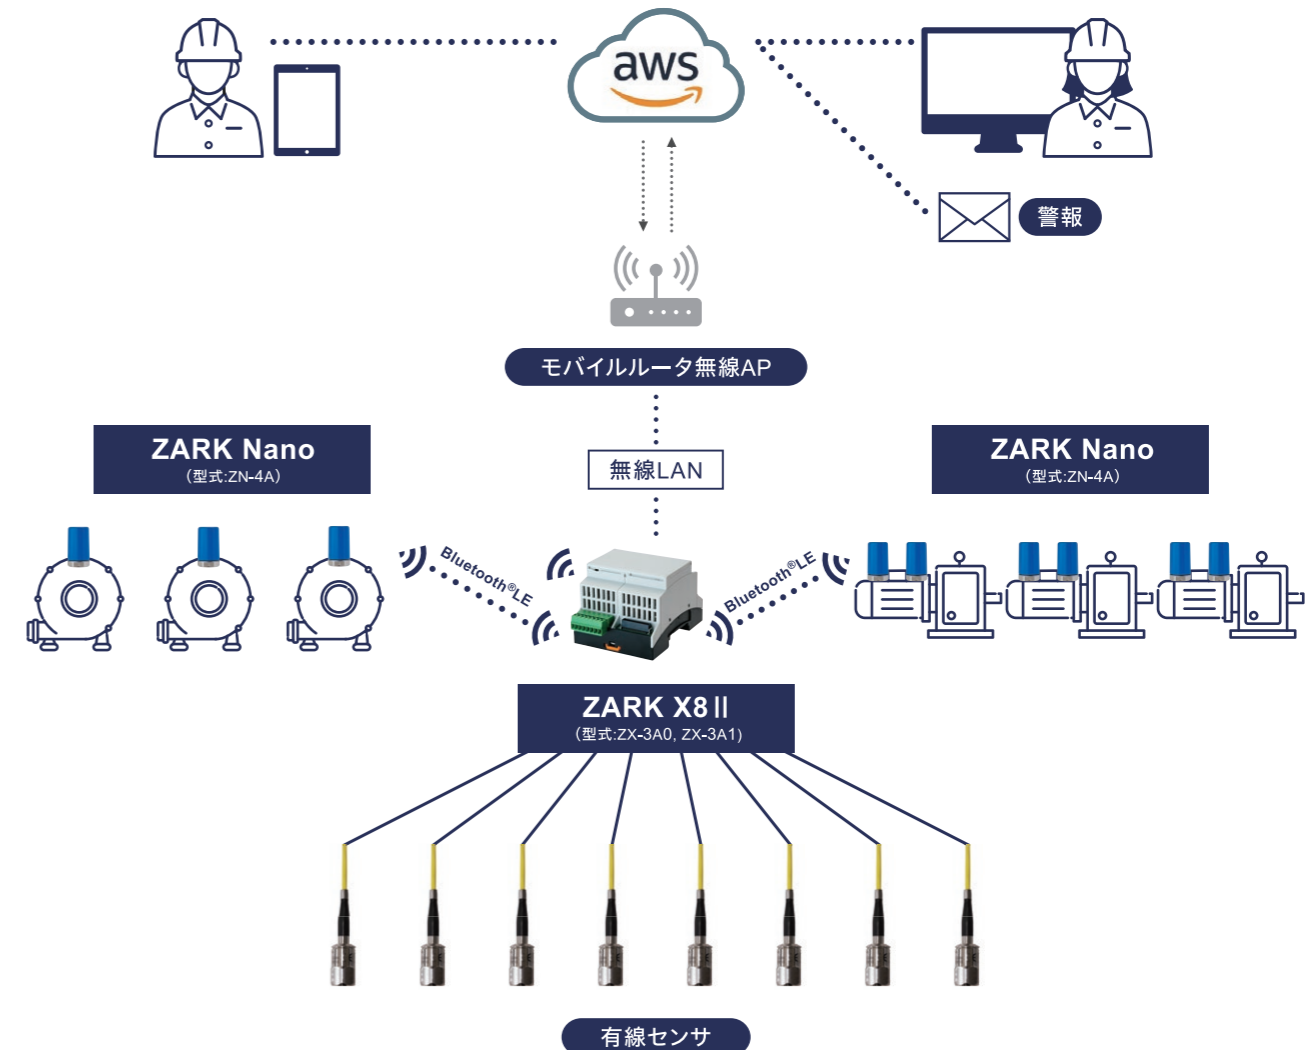 aws
警報
モバイルルータ無線AP
ZARK Nano
（型式:ZN-4A）
無線LAN
ZARK Nano
（型式:ZN-4A）
Bluetooth®LE
Bluetooth®LE
ZARK X8Ⅱ
（型式:ZX-3A0, ZX-3A1）
有線センサ